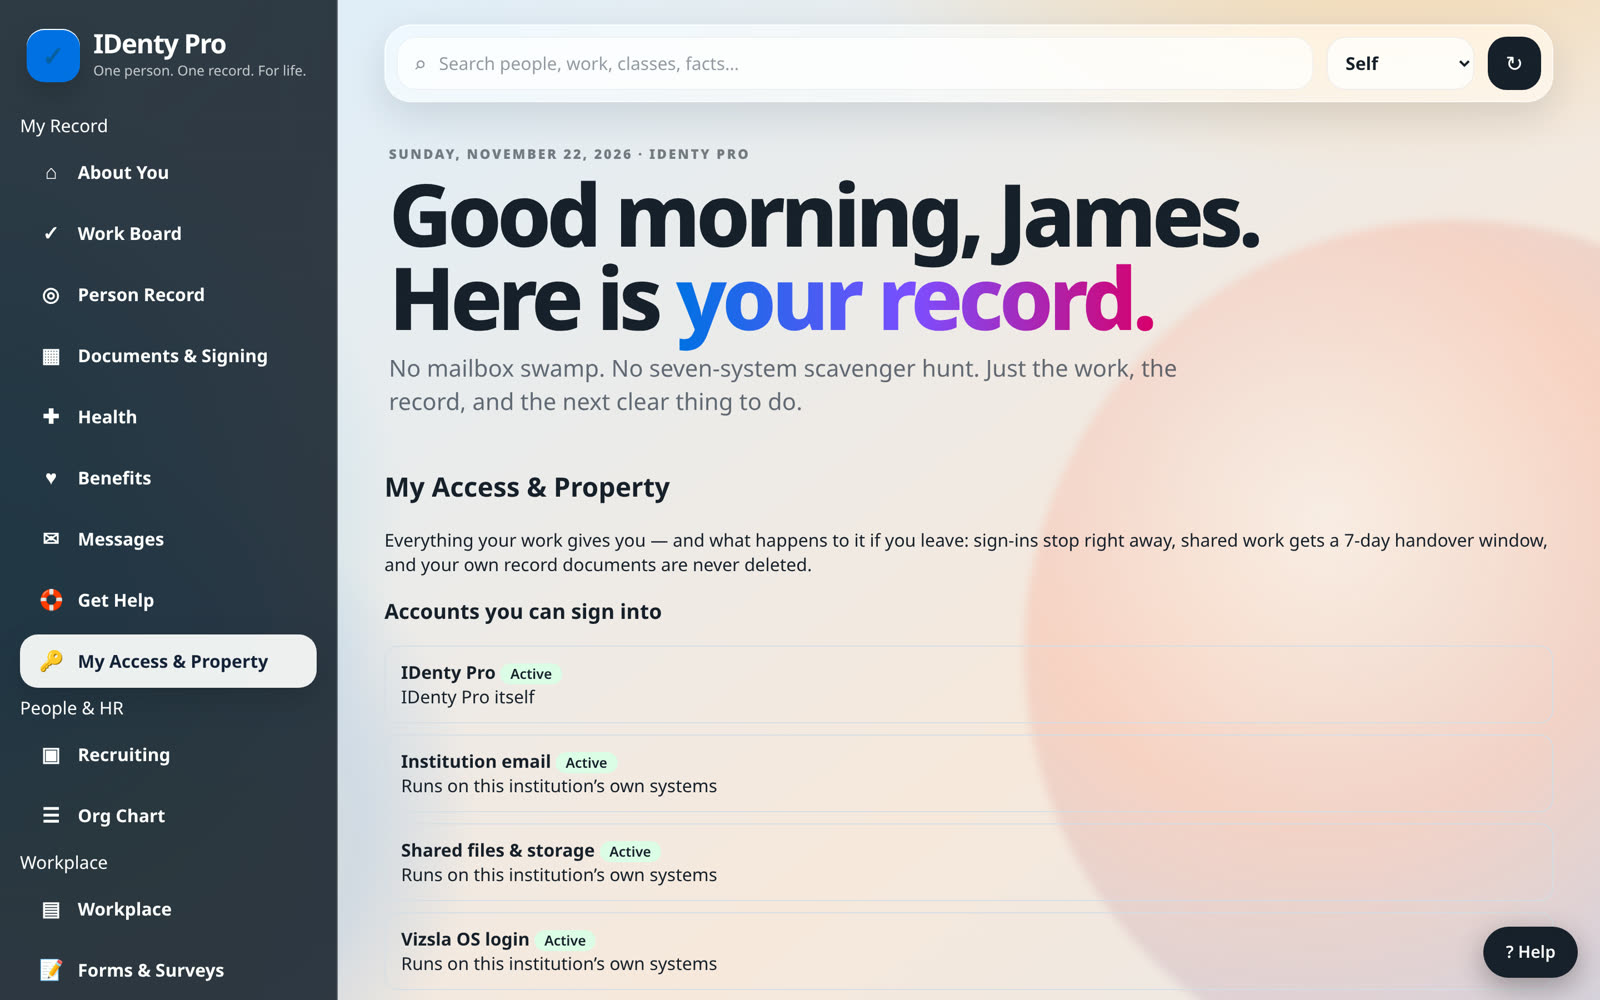 IDenty Pro
One person. One record. For life.
My Record
About You
Work Board
Person Record
Documents & Signing
Health
Benefits
Messages
Get Help
My Access & Property
People & HR
Recruiting
Org Chart
Workplace
Workplace
Forms & Surveys
Search people, work, classes, facts...
Self
SUNDAY, NOVEMBER 22, 2026 · IDENTY PRO
Good morning, James.
Here is your record.
No mailbox swamp. No seven-system scavenger hunt. Just the work, the
record, and the next clear thing to do.
My Access & Property
Everything your work gives you — and what happens to it if you leave: sign-ins stop right away, shared work gets a 7-day handover window,
and your own record documents are never deleted.
Accounts you can sign into
IDenty Pro Active
IDenty Pro itself
Institution email Active
Runs on this institution’s own systems
Shared files & storage Active
Runs on this institution’s own systems
Vizsla OS login Active
Runs on this institution’s own systems
? Help